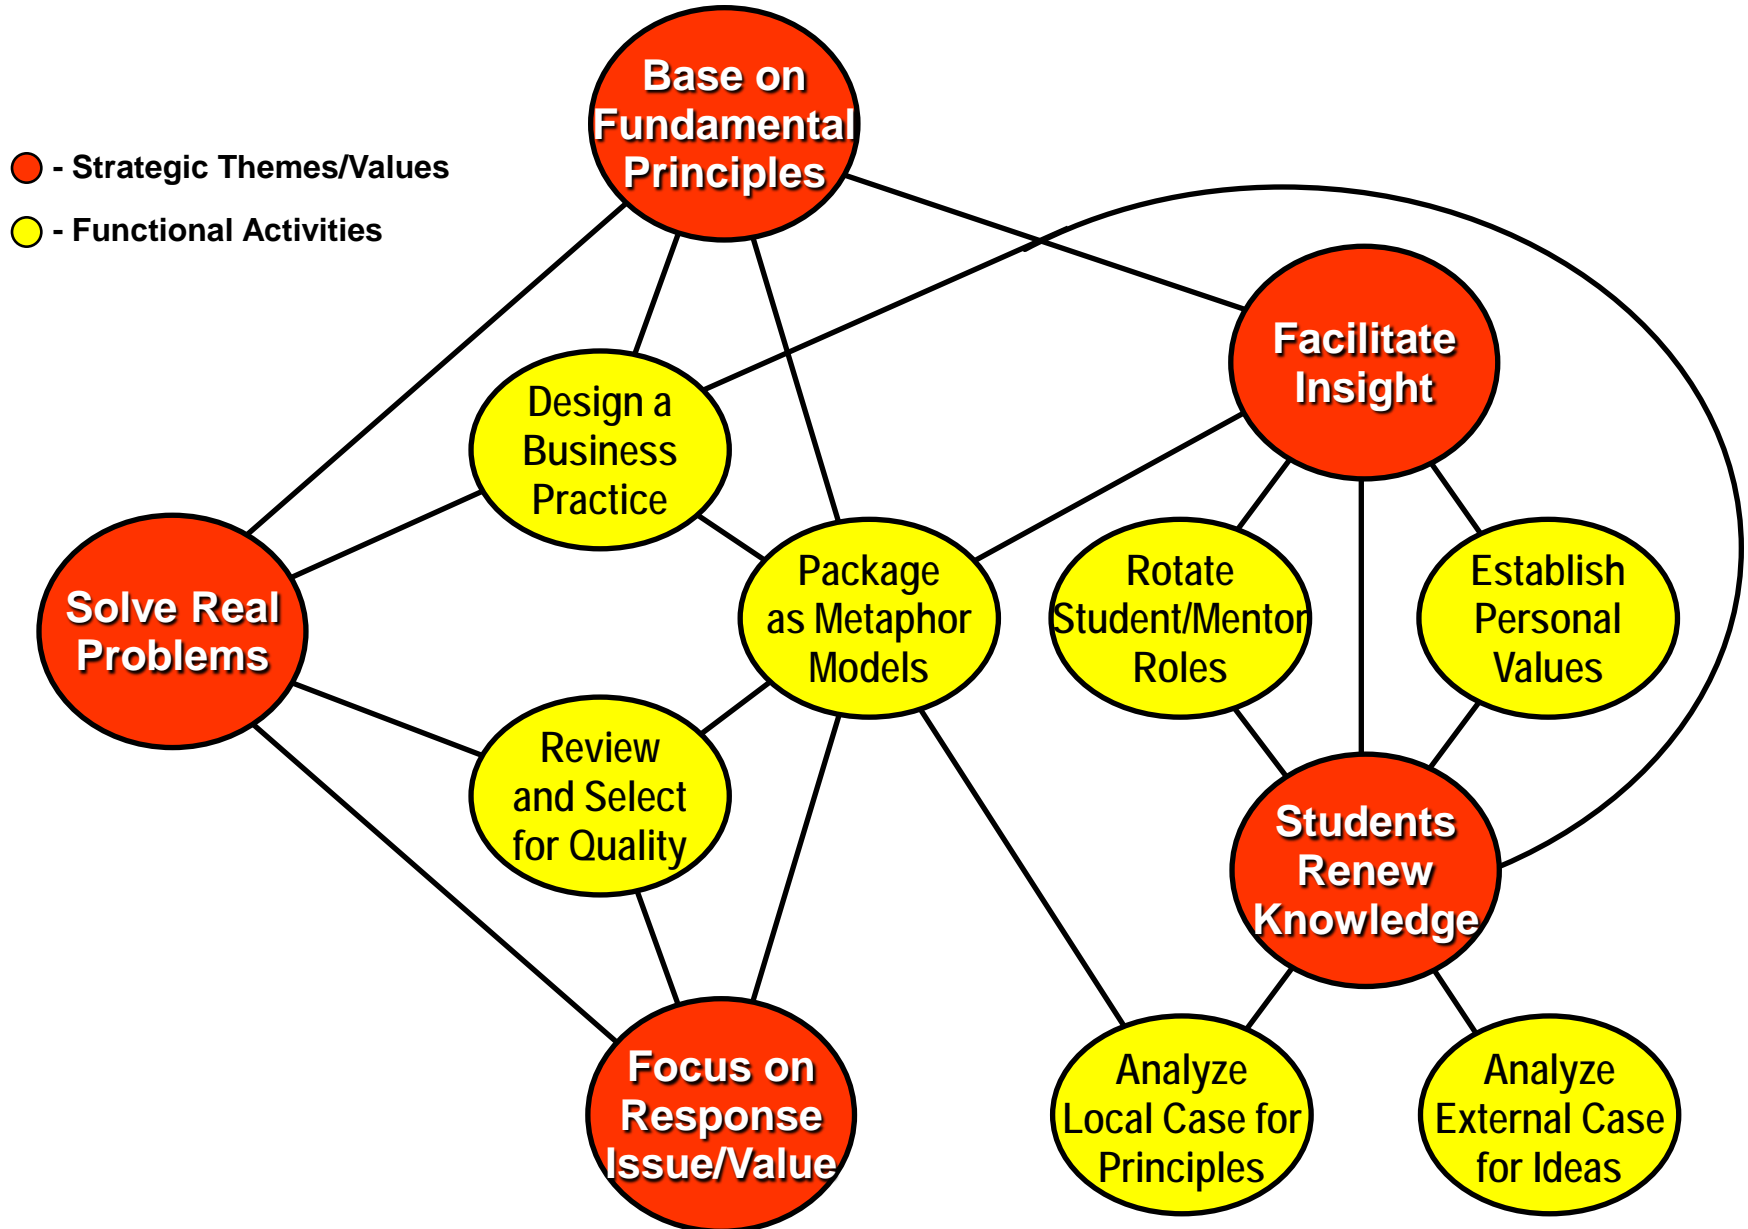 Base on
Fundamental
Principles
- Strategic Themes/Values
- Functional Activities
Facilitate
Insight
Design a
Business
Practice
Solve Real
Problems
Package
as Metaphor
Models
Rotate
Student/Mentor
Roles
Establish
Personal
Values
Review
and Select
for Quality
Students
Renew
Knowledge
Focus on
Response
Issue/Value
Analyze
Local Case for
Principles
Analyze
External Case
for Ideas